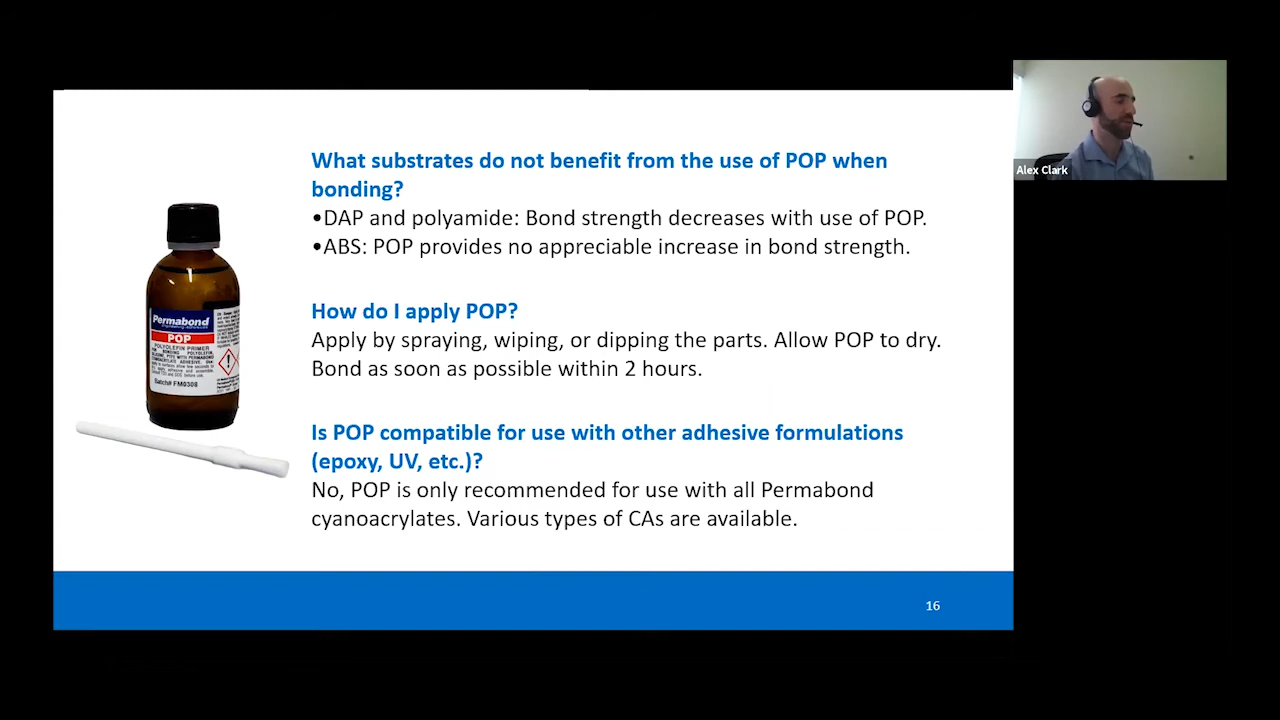 What substrates do not benefit from the use of POP when
bonding?
•DAP and polyamide: Bond strength decreases with use of POP.
•ABS: POP provides no appreciable increase in bond strength.
How do I apply POP?
Apply by spraying, wiping, or dipping the parts. Allow POP to dry.
Bond as soon as possible within 2 hours.
Is POP compatible for use with other adhesive formulations
(epoxy, UV, etc.)?
No, POP is only recommended for use with all Permabond
cyanoacrylates. Various types of CAs are available.
16
Alex Clark
Permabond
POP
POLYOLEFIN PRIMER
Batch# FM0308